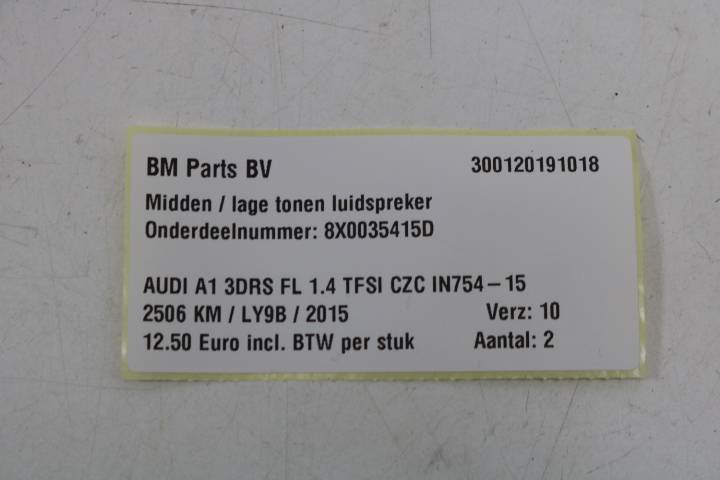 BM Parts BV 300120191018
Midden / lage tonen luidspreker
Onderdeelnummer: 8X0035415D
AUDI A1 3DRS FL 1.4 TFSI CZC IN754-15
2506 KM / LY9B / 2015 Verz: 10
12.50 Euro incl. BTW per stuk Aantal: 2